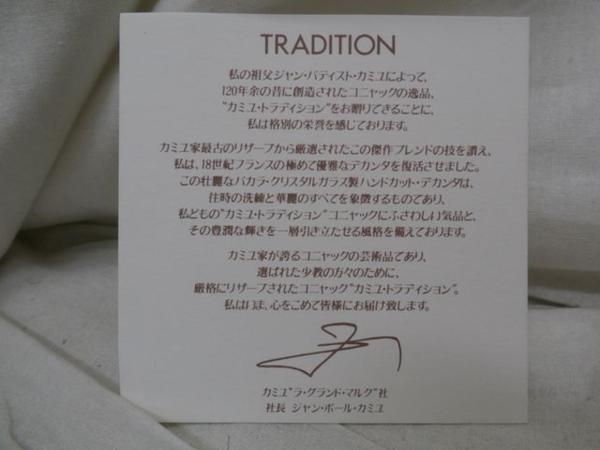 TRADITION
私の祖父ジャン・バティスト・カミュによって、
120年余の昔に創造されたコニャックの逸品、
"カミュ・トラディション"をお贈りできることに、
私は格別の栄誉を感じております。
カミュ家最古のリザーブから厳選されたこの傑作ブレンドの技を讃え、
私は、18世紀フランスの極めて優雅なデカンタを復活させました。
この壮麗なバカラ・クリスタルガラス製ハンドカット・デカンタは、
往時の洗練と華麗のすべてを象徴するものであり、
私どもの"カミュ・トラディション"コニャックにふさわしい気品と、
その豊潤な輝きを一層引き立たせる風格を備えております。
カミュ家が誇るコニャックの芸術品であり、
選ばれた少数の方々のために、
厳格にリザーブされたコニャック"カミュ・トラディション"。
私はいま、心をこめて皆様にお届け致します。
カミュ"ラ・グランド・マルク"社
社長 ジャン・ポール・カミュ